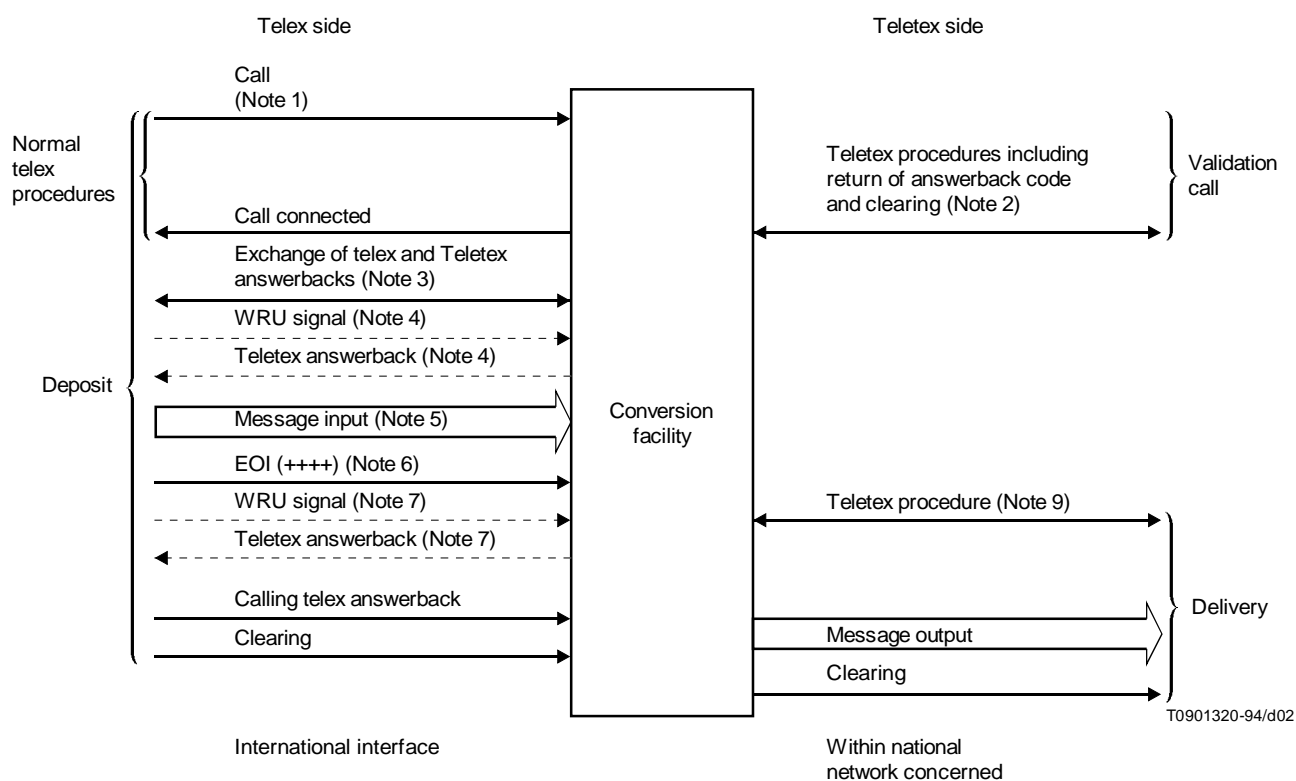 Telex side
Teletex side
Call
(Note 1)
Normal
telex
procedures
Teletex procedures including
return of answerback code
and clearing (Note 2)
Validation
call
Call connected
Exchange of telex and Teletex
answerbacks (Note 3)
WRU signal (Note 4)
Teletex answerback (Note 4)
Deposit
Message input (Note 5)
Conversion
facility
EOI (++++) (Note 6)
WRU signal (Note 7)
Teletex procedure (Note 9)
Teletex answerback (Note 7)
Calling telex answerback
Delivery
Clearing
Message output
Clearing
T0901320-94/d02
International interface
Within national
network concerned